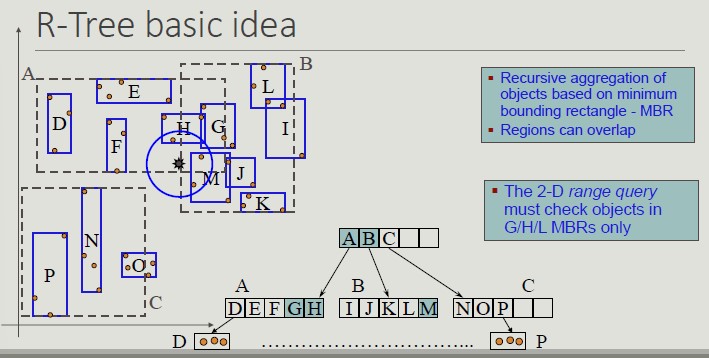 R-Tree basic idea
A
B
E
L
D
H
G
I
F
M
J
K
N
P
O
C
▪ Recursive aggregation of
objects based on minimum
bounding rectangle - MBR
▪ Regions can overlap
▪ The 2-D range query
must check objects in
G/H/L MBRs only
A B C
A
B
C
D E F G H
I J K L M
N O P
D
P